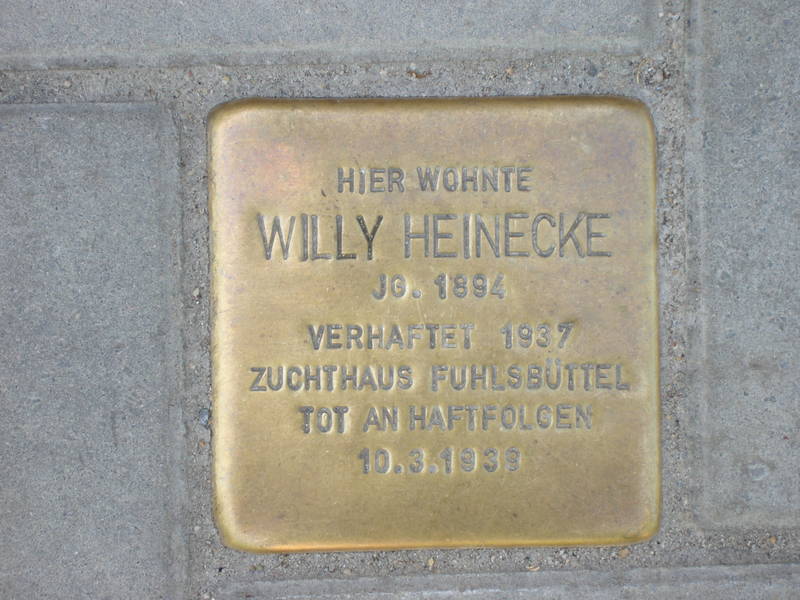 HIER WOHNTE
WILLY HEINECKE
JG. 1894
VERHAFTET 1937
ZUCHTHAUS FUHLSBÜTTEL
TOT AN HAFTFOLGEN
10.3.1939